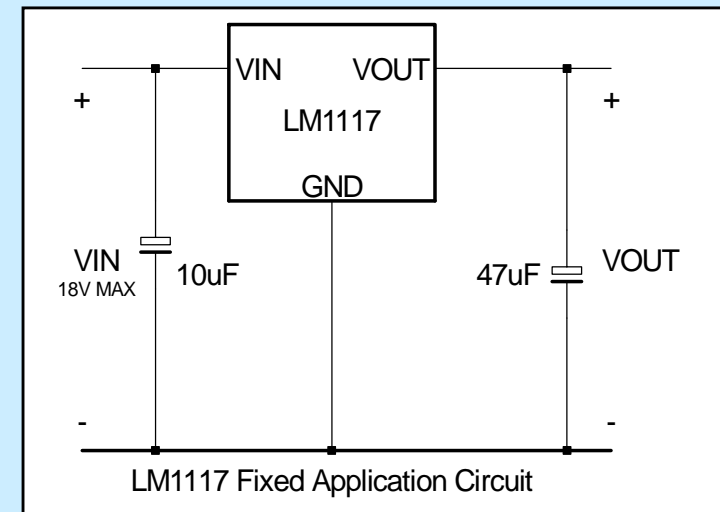 VIN VOUT
LM1117
GND
+ +
VIN
18V MAX
10uF
47uF
VOUT
- -
LM1117 Fixed Application Circuit